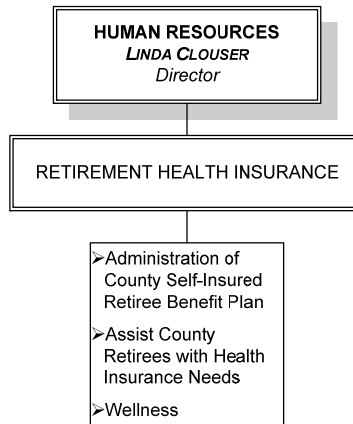 HUMAN RESOURCES
LINDA CLOUSER
Director
RETIREMENT HEALTH INSURANCE
➢Administration of
County Self-Insured
Retiree Benefit Plan
➢Assist County
Retirees with Health
Insurance Needs
➢Wellness